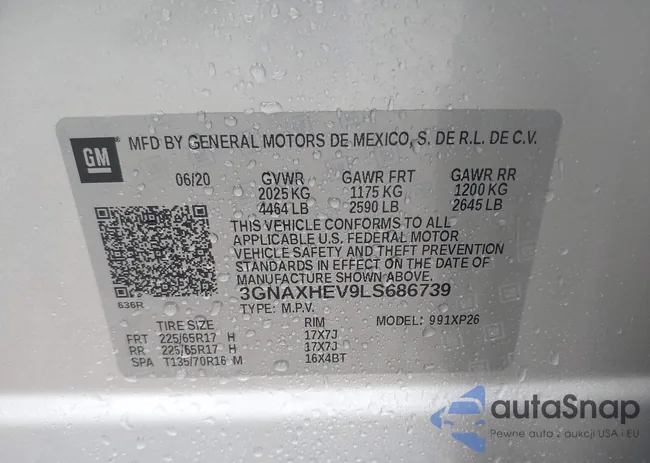 GM
MFD BY GENERAL MOTORS DE MEXICO, S. DE R.L. DE C.V.
06/20 GVWR GAWR FRT GAWR RR
2025 KG 1175 KG 1200 KG
4464 LB 2590 LB 2645 LB
THIS VEHICLE CONFORMS TO ALL
APPLICABLE U.S. FEDERAL MOTOR
VEHICLE SAFETY AND THEFT PREVENTION
STANDARDS IN EFFECT ON THE DATE OF
MANUFACTURE SHOWN ABOVE.
3GNAXHEV9LS686739
636R TYPE: M.P.V.
TIRE SIZE RIM MODEL: 991XP26
FRT 225/65R17 H 17X7J
RR 225/65R17 H 17X7J
SPA T135/70R16 M 16X4BT
autaSnap
Pewne auta z aukcji USA i EU